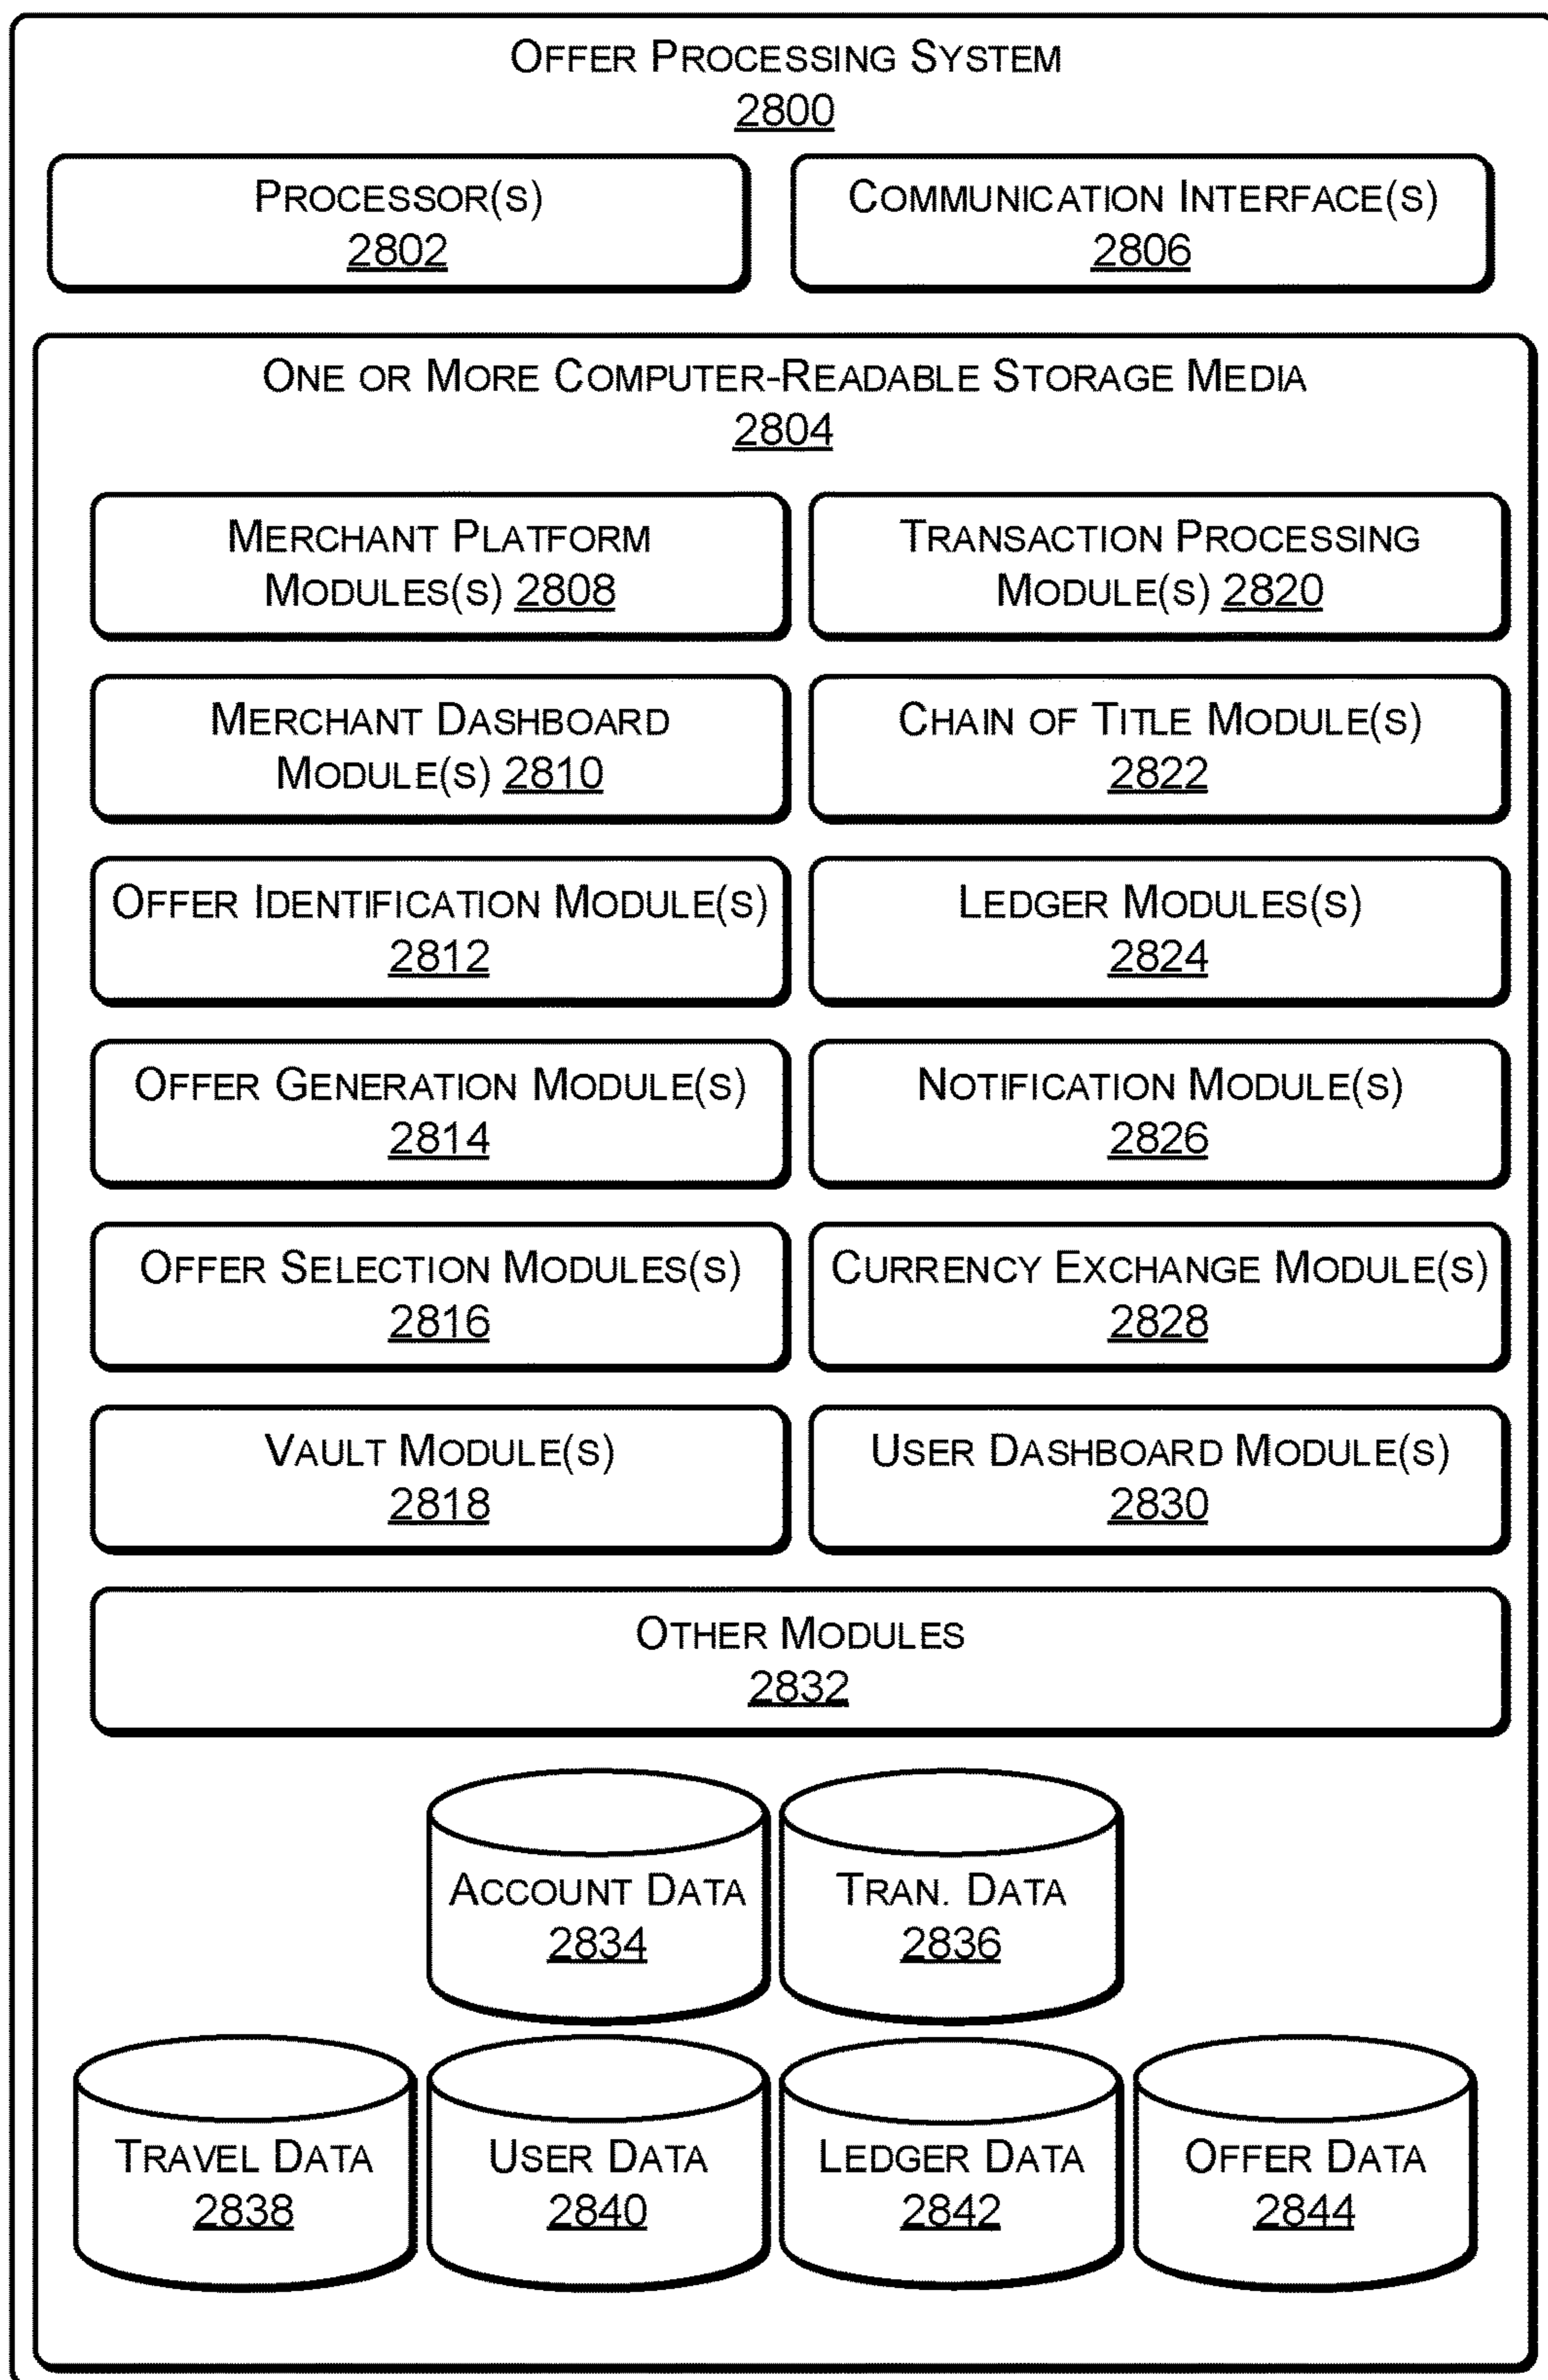 OFFER PROCESSING SYSTEM
2800
PROCESSOR(S)
2802
COMMUNICATION INTERFACE(S)
2806
ONE OR MORE COMPUTER-READABLE STORAGE MEDIA
2804
MERCHANT PLATFORM
MODULES(S) 2808
TRANSACTION PROCESSING
MODULE(S) 2820
MERCHANT DASHBOARD
MODULE(S) 2810
CHAIN OF TITLE MODULE(S)
2822
OFFER IDENTIFICATION MODULE(S)
2812
LEDGER MODULES(S)
2824
OFFER GENERATION MODULE(S)
2814
NOTIFICATION MODULE(S)
2826
OFFER SELECTION MODULES(S)
2816
CURRENCY EXCHANGE MODULE(S)
2828
VAULT MODULE(S)
2818
USER DASHBOARD MODULE(S)
2830
OTHER MODULES
2832
ACCOUNT DATA
2834
TRAN. DATA
2836
TRAVEL DATA
2838
USER DATA
2840
LEDGER DATA
2842
OFFER DATA
2844